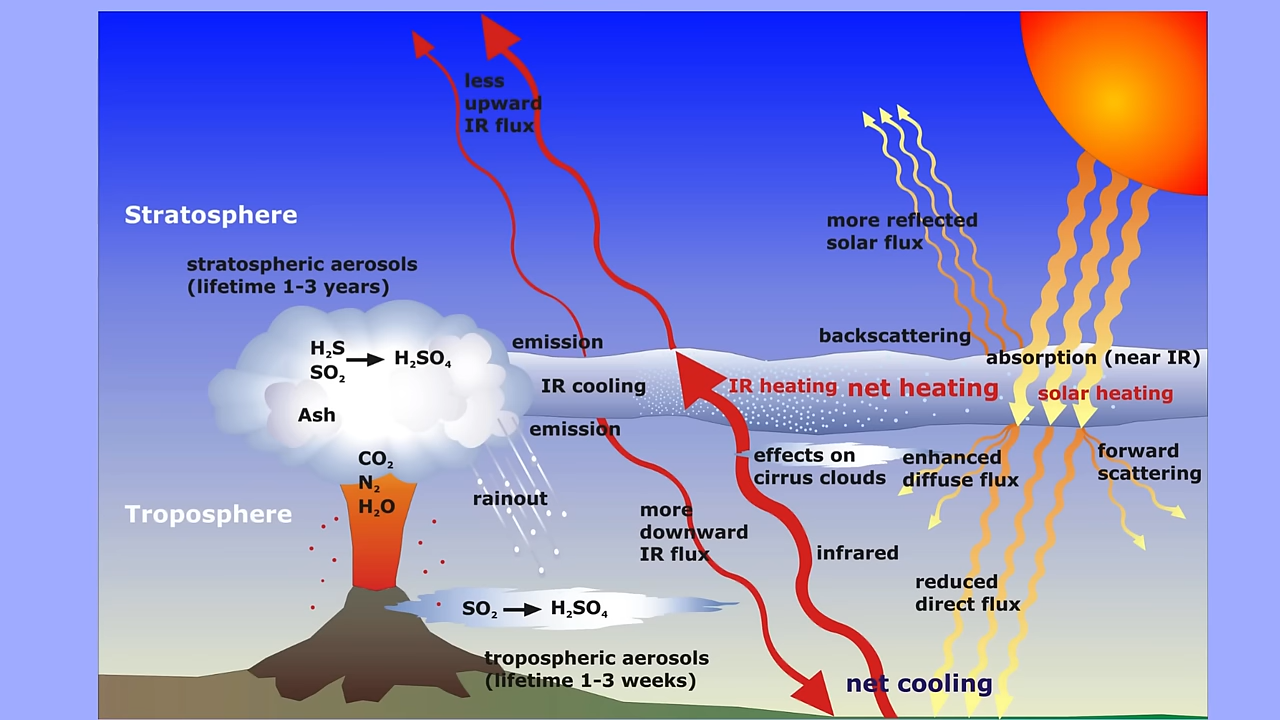 less
upward
IR flux
Stratosphere
more reflected
solar flux
stratospheric aerosols
(lifetime 1-3 years)
backscattering
emission
H₂S
SO₂
H₂SO₄
absorption (near IR)
IR cooling
IR heating
net heating
solar heating
Ash
emission
effects on
cirrus clouds
enhanced
diffuse flux
forward
scattering
CO₂
N₂
H₂O
rainout
Troposphere
more
downward
IR flux
infrared
reduced
direct flux
SO₂
H₂SO₄
tropospheric aerosols
(lifetime 1-3 weeks)
net cooling